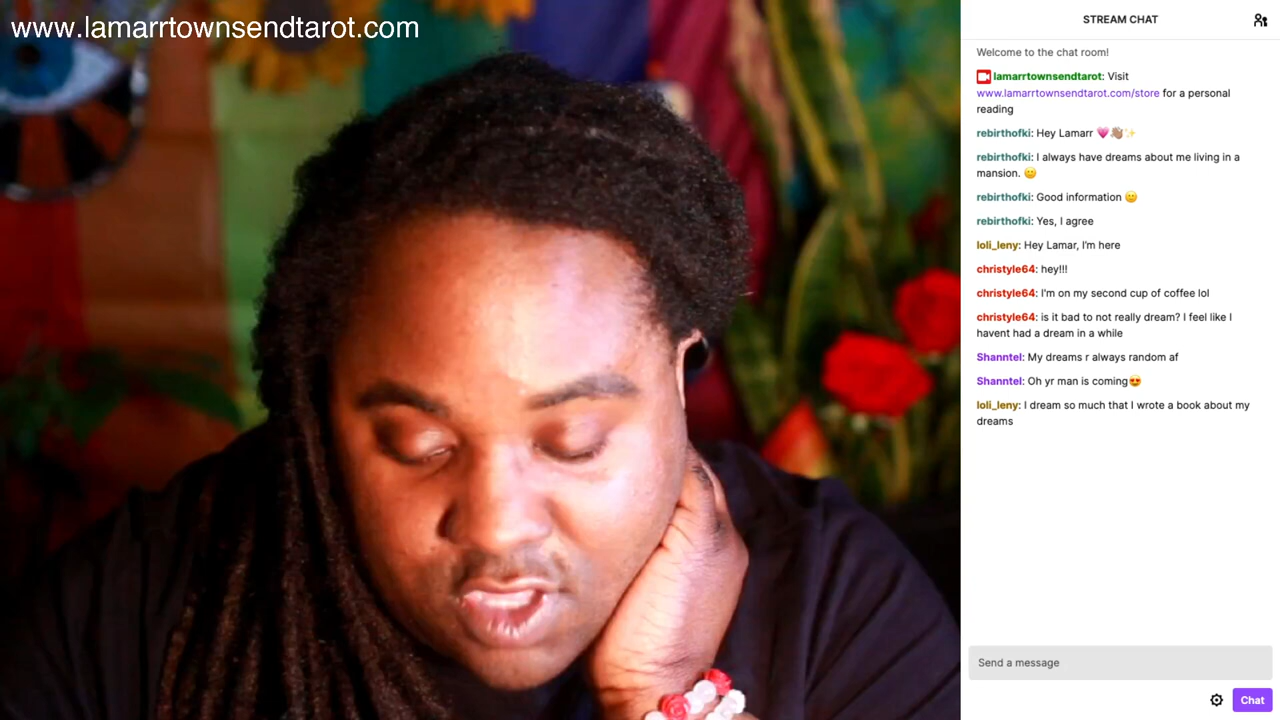 www.lamarrtownsendtarot.com
STREAM CHAT
Welcome to the chat room!
lamarrtownsendtarot: Visit
www.lamarrtownsendtarot.com/store for a personal
reading
rebirthofki: Hey Lamarr 💗👋🏽✨
rebirthofki: I always have dreams about me living in a
mansion. 🙂
rebirthofki: Good information 🙂
rebirthofki: Yes, I agree
loli_leny: Hey Lamar, I'm here
christyle64: hey!!!
christyle64: I'm on my second cup of coffee lol
christyle64: is it bad to not really dream? I feel like I
havent had a dream in a while
Shanntel: My dreams r always random af
Shanntel: Oh yr man is coming😍
loli_leny: I dream so much that I wrote a book about my
dreams
Send a message
Chat